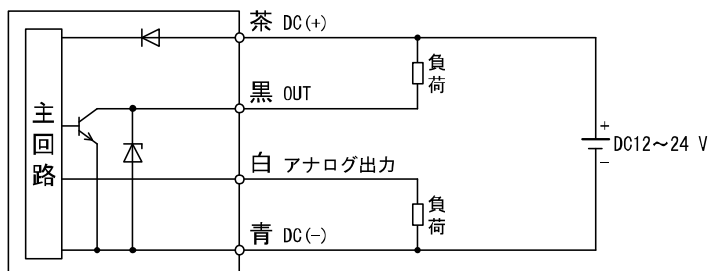 茶 DC(+)
負荷
黒 OUT
主回路
+
DC12～24 V
−
白 アナログ出力
負荷
青 DC(−)